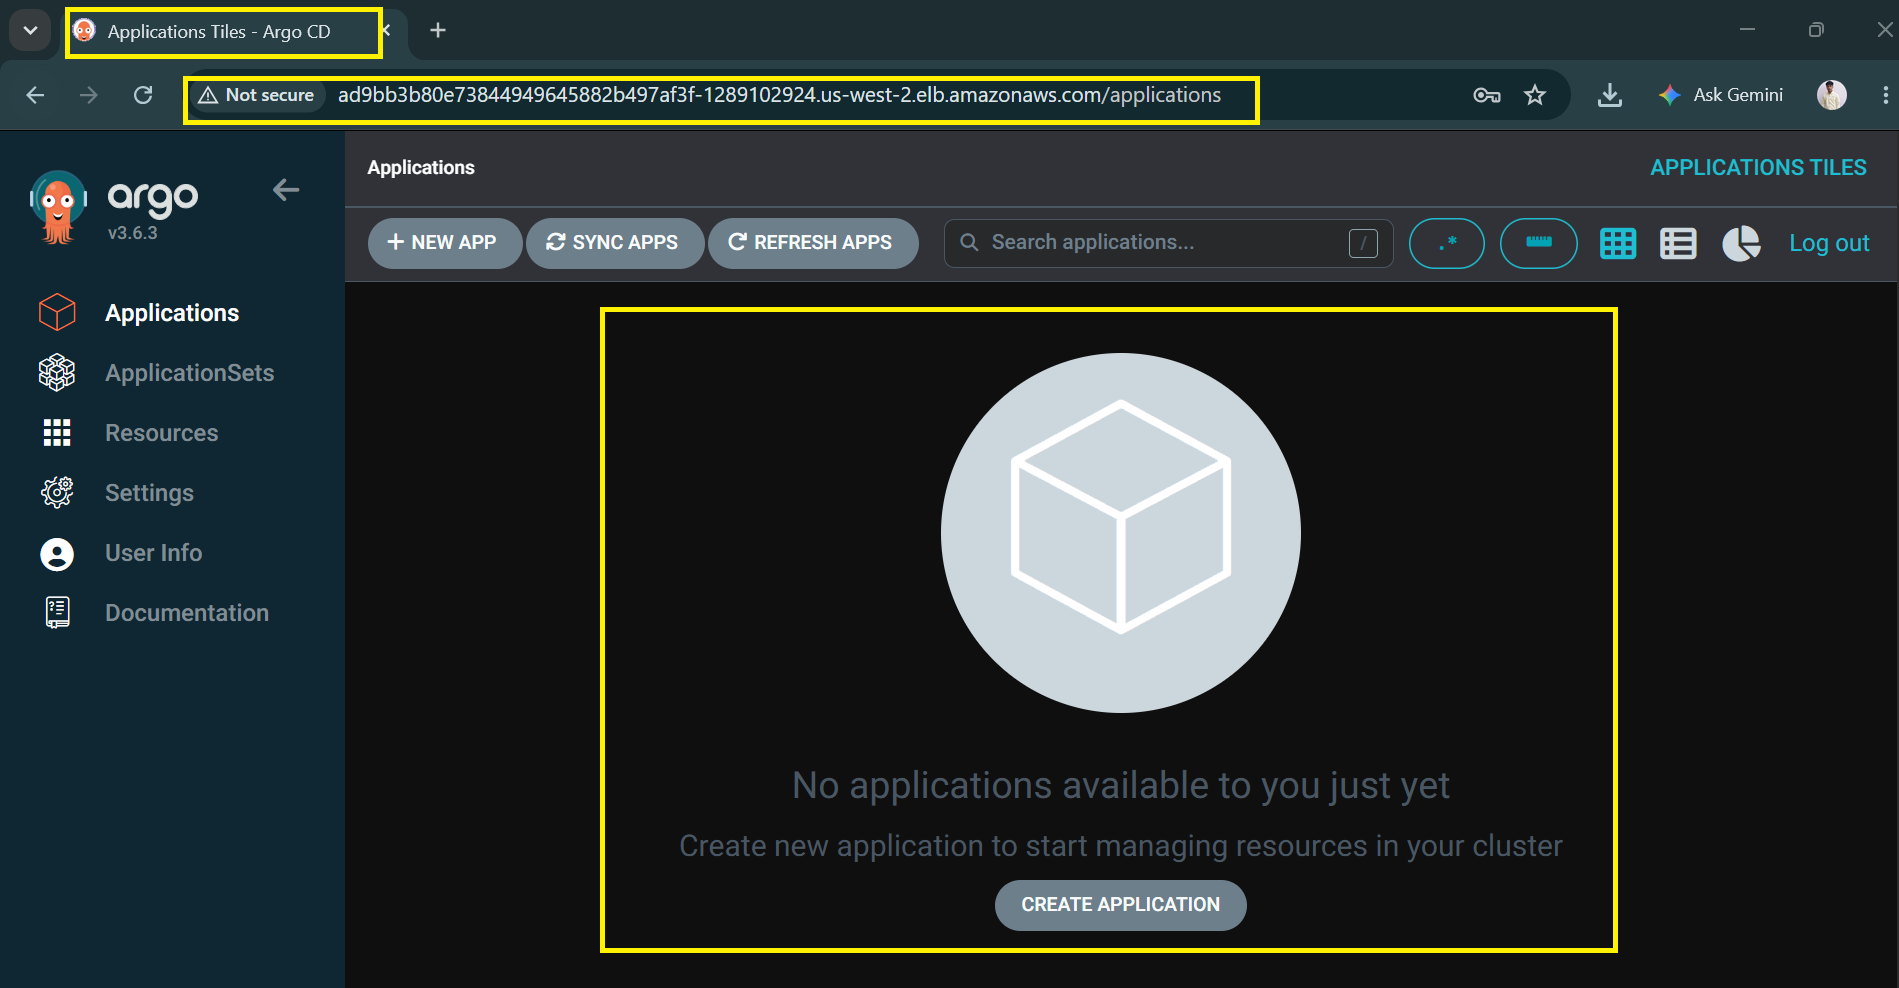 Applications Tiles - Argo CD
Not secure ad9bb3b80e73844949645882b497af3f-1289102924.us-west-2.elb.amazonaws.com/applications
Ask Gemini
argo
v3.6.3
Applications
ApplicationSets
Resources
Settings
User Info
Documentation
Applications
APPLICATIONS TILES
+ NEW APP
SYNC APPS
REFRESH APPS
Search applications...
/
.*
Log out
No applications available to you just yet
Create new application to start managing resources in your cluster
CREATE APPLICATION